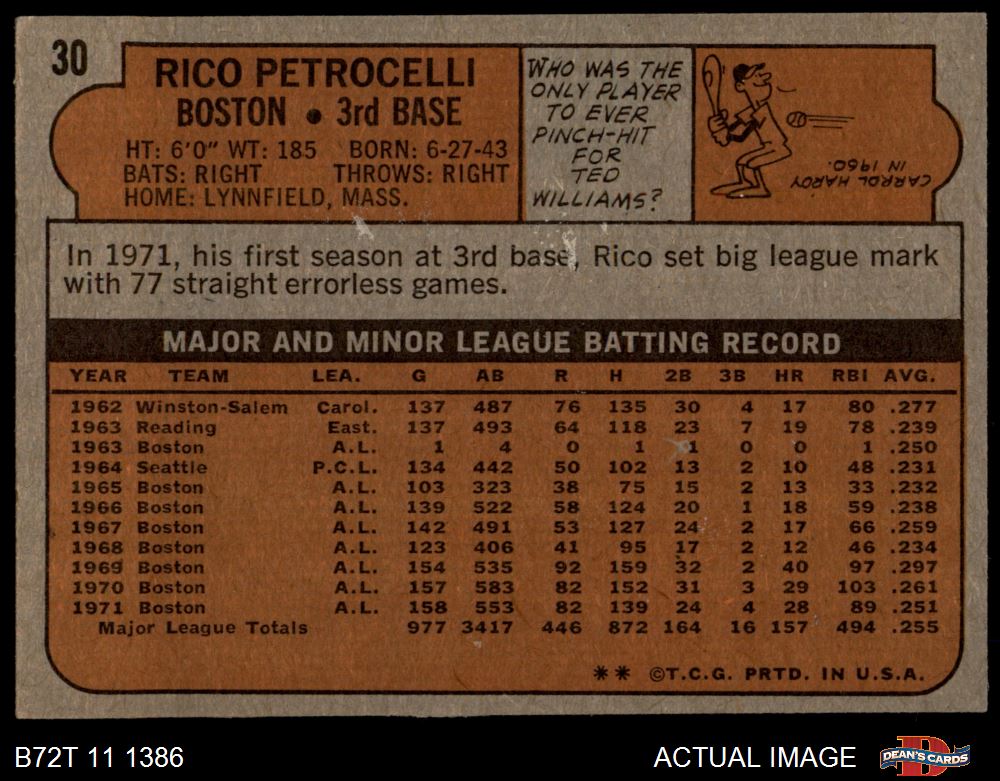 30
RICO PETROCELLI
BOSTON • 3rd BASE
HT: 6'0" WT: 185 BORN: 6-27-43
BATS: RIGHT THROWS: RIGHT
HOME: LYNNFIELD, MASS.
WHO WAS THE
ONLY PLAYER
TO EVER
PINCH-HIT
FOR
TED
WILLIAMS?
CARROL HARDY
IN 1960.
In 1971, his first season at 3rd base, Rico set big league mark
with 77 straight errorless games.
MAJOR AND MINOR LEAGUE BATTING RECORD
YEAR TEAM LEA. G AB R H 2B 3B HR RBI AVG.
1962 Winston-Salem Carol. 137 487 76 135 30 4 17 80 .277
1963 Reading East. 137 493 64 118 23 7 19 78 .239
1963 Boston A.L. 1 4 0 1 1 0 0 1 .250
1964 Seattle P.C.L. 134 442 50 102 13 2 10 48 .231
1965 Boston A.L. 103 323 38 75 15 2 13 33 .232
1966 Boston A.L. 139 522 58 124 20 1 18 59 .238
1967 Boston A.L. 142 491 53 127 24 2 17 66 .259
1968 Boston A.L. 123 406 41 95 17 2 12 46 .234
1969 Boston A.L. 154 535 92 159 32 2 40 97 .297
1970 Boston A.L. 157 583 82 152 31 3 29 103 .261
1971 Boston A.L. 158 553 82 139 24 4 28 89 .251
Major League Totals 977 3417 446 872 164 16 157 494 .255
** ©T.C.G. PRTD. IN U.S.A.
B72T 11 1386
ACTUAL IMAGE
DEAN'S CARDS